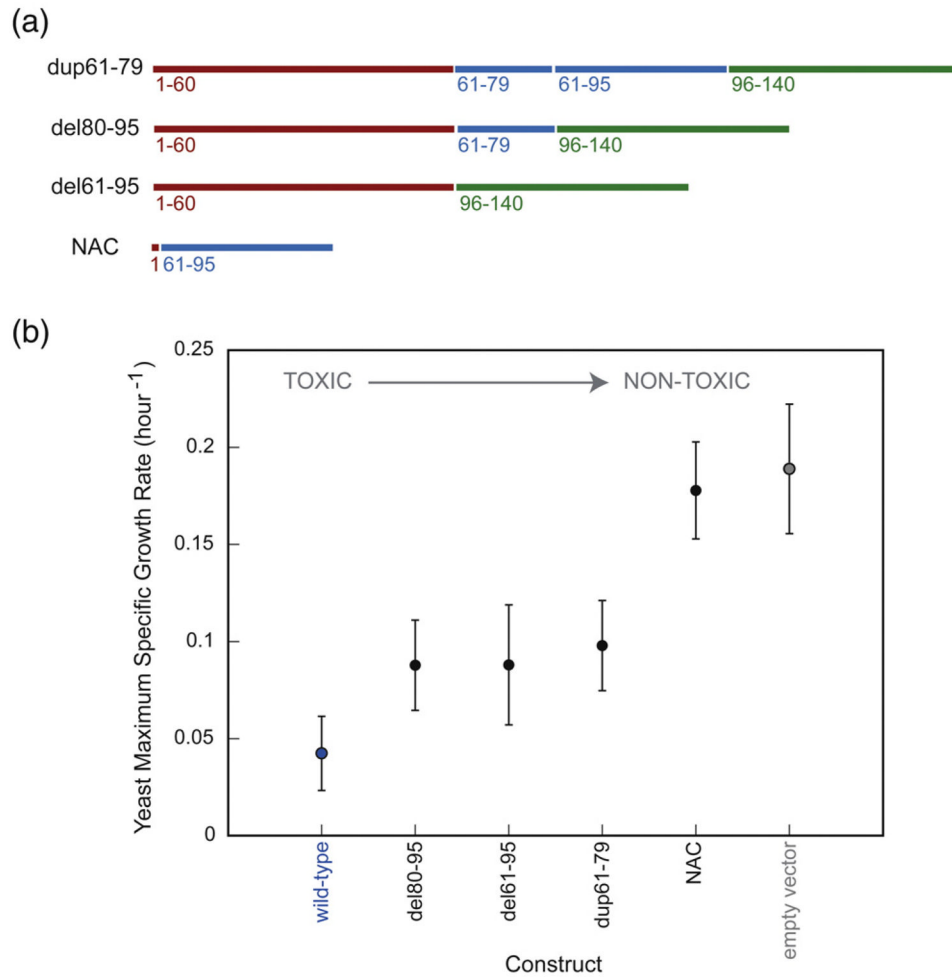 (a)
dup61-79
1-60
61-79
61-95
96-140
del80-95
1-60
61-79
96-140
del61-95
1-60
96-140
NAC
1
61-95
(b)
Yeast Maximum Specific Growth Rate (hour⁻¹)
0.25
0.2
0.15
0.1
0.05
0
TOXIC
NON-TOXIC
wild-type
del80-95
del61-95
dup61-79
NAC
empty vector
Construct